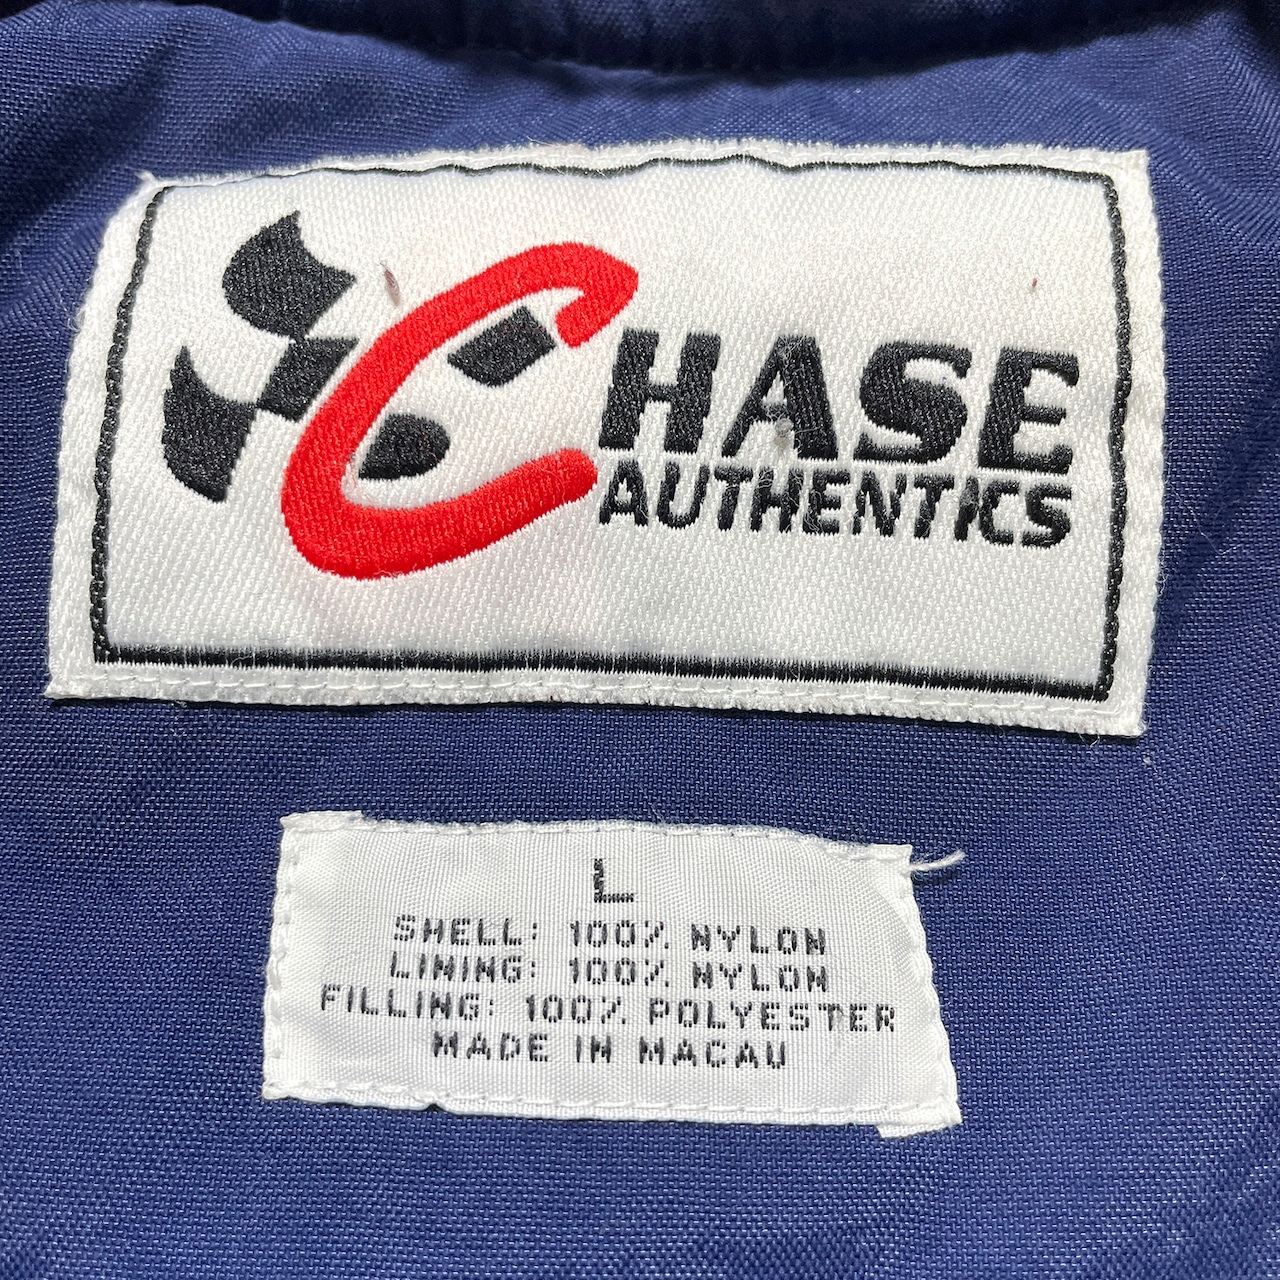 CHASE
AUTHENTICS
L
SHELL: 100% NYLON
LINING: 100% NYLON
FILLING: 100% POLYESTER
MADE IN MACAU